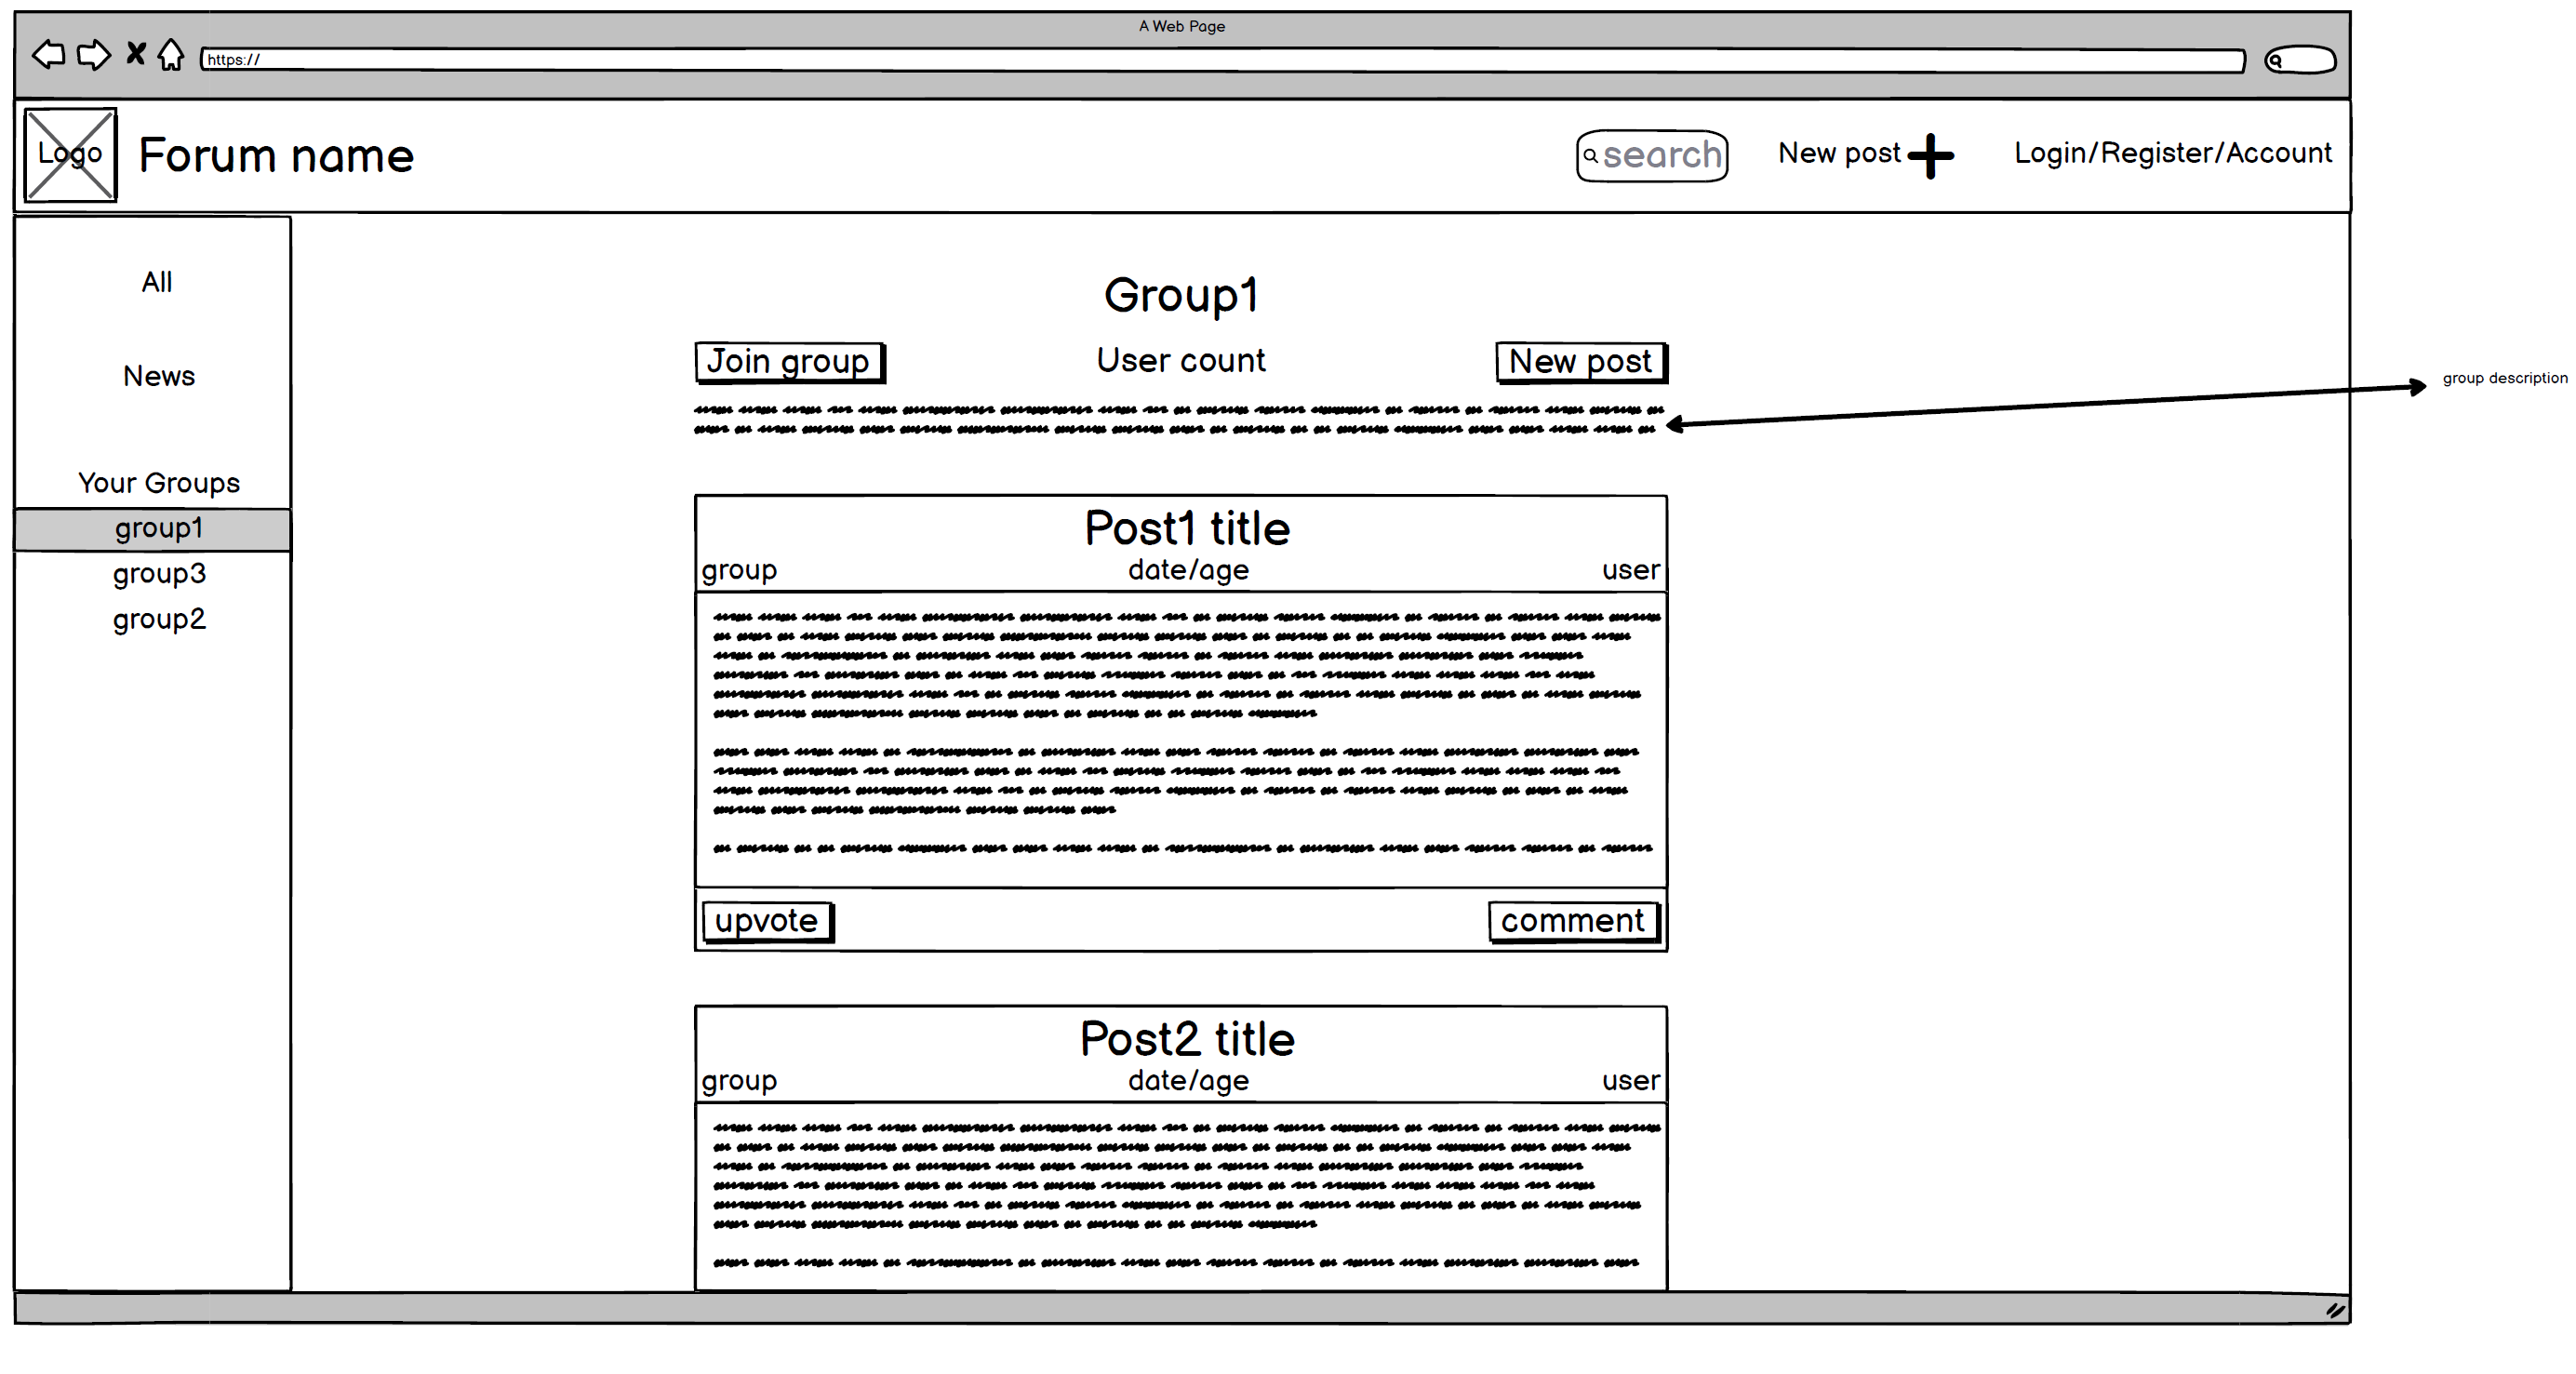 A Web Page
https://
Logo
Forum name
search
New post
Login/Register/Account
All
News
Your Groups
group1
group3
group2
Group1
Join group
User count
New post
group description
Post1 title
group
date/age
user
upvote
comment
Post2 title
group
date/age
user